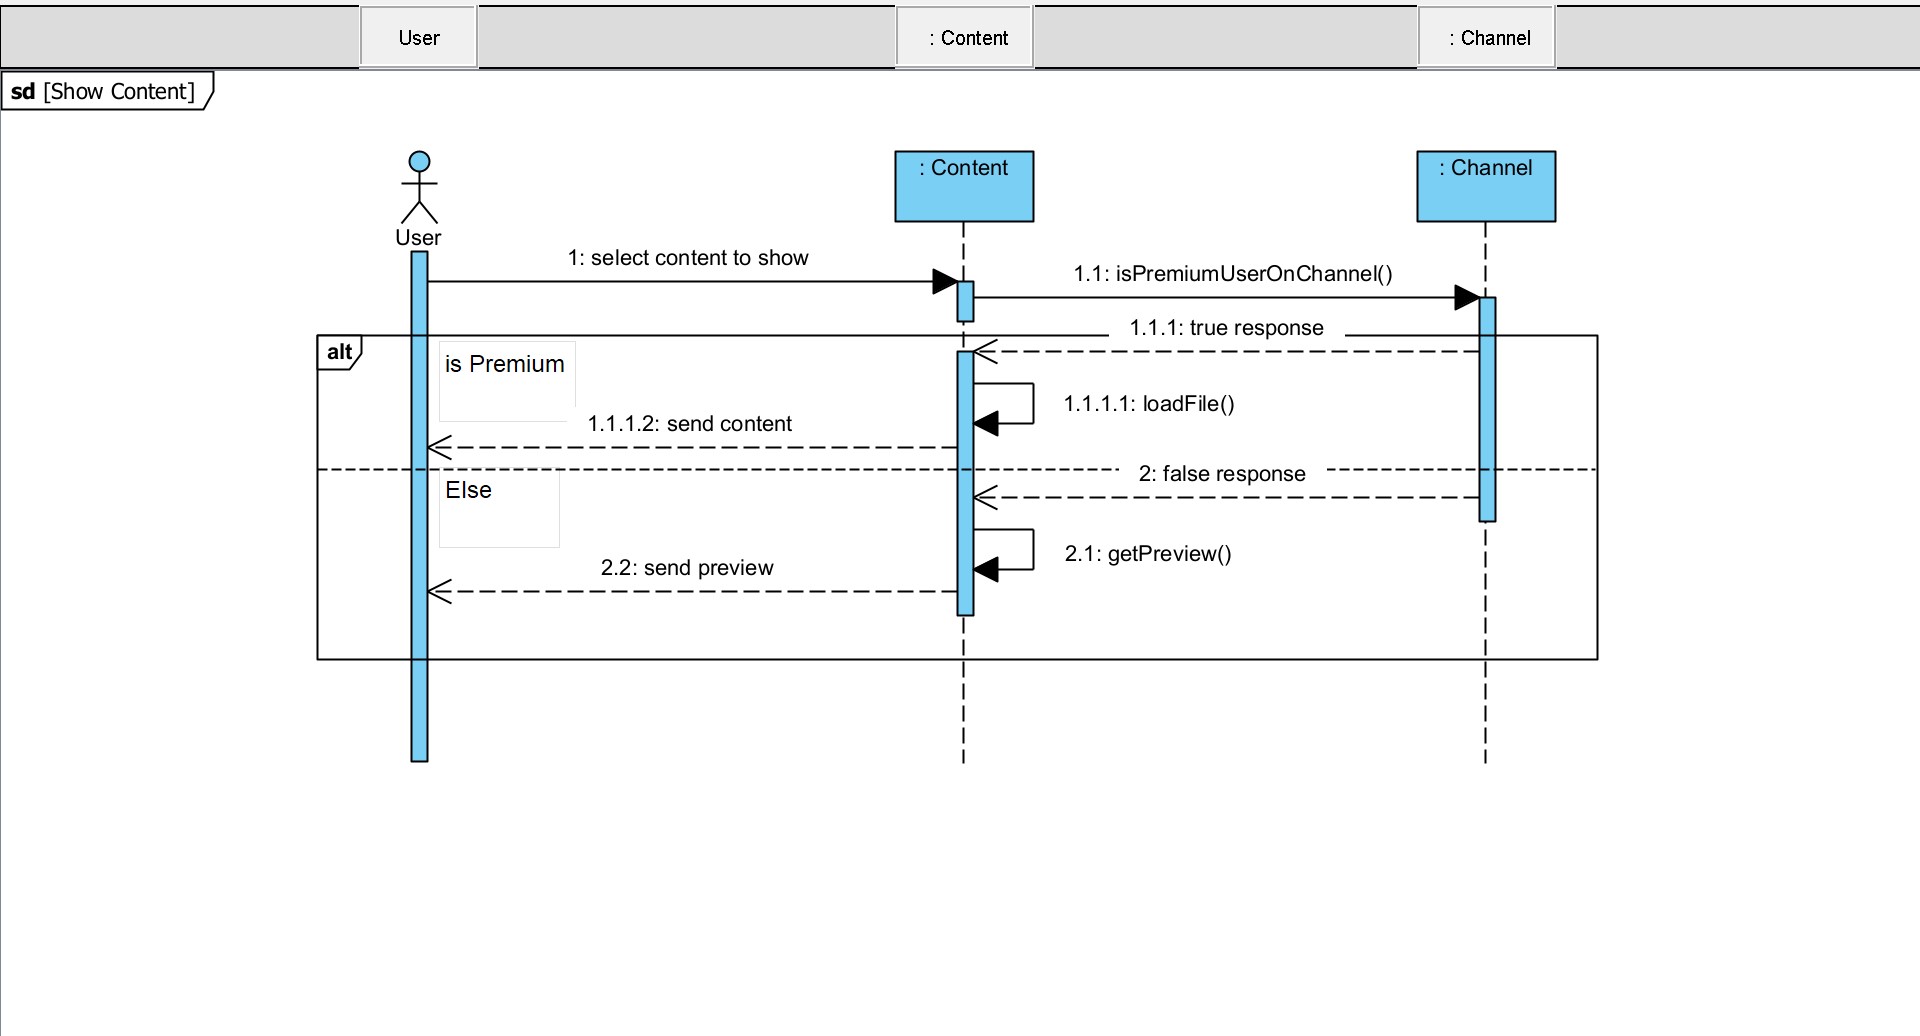 User
: Content
: Channel
sd [Show Content]
: Content
: Channel
User
1: select content to show
1.1: isPremiumUserOnChannel()
1.1.1: true response
alt
is Premium
1.1.1.1: loadFile()
1.1.1.2: send content
2: false response
Else
2.1: getPreview()
2.2: send preview